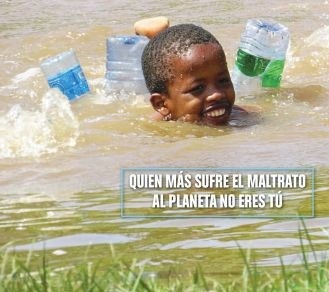 QUIEN MÁS SUFRE EL MALTRATO
AL PLANETA NO ERES TÚ